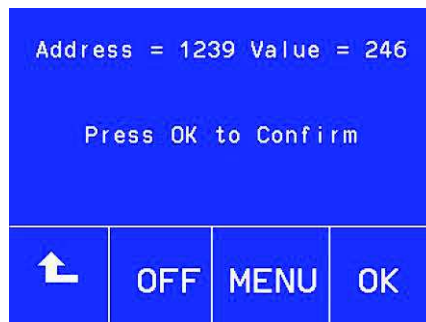 Address = 1239 Value = 246
Press OK to Confirm
OFF MENU OK